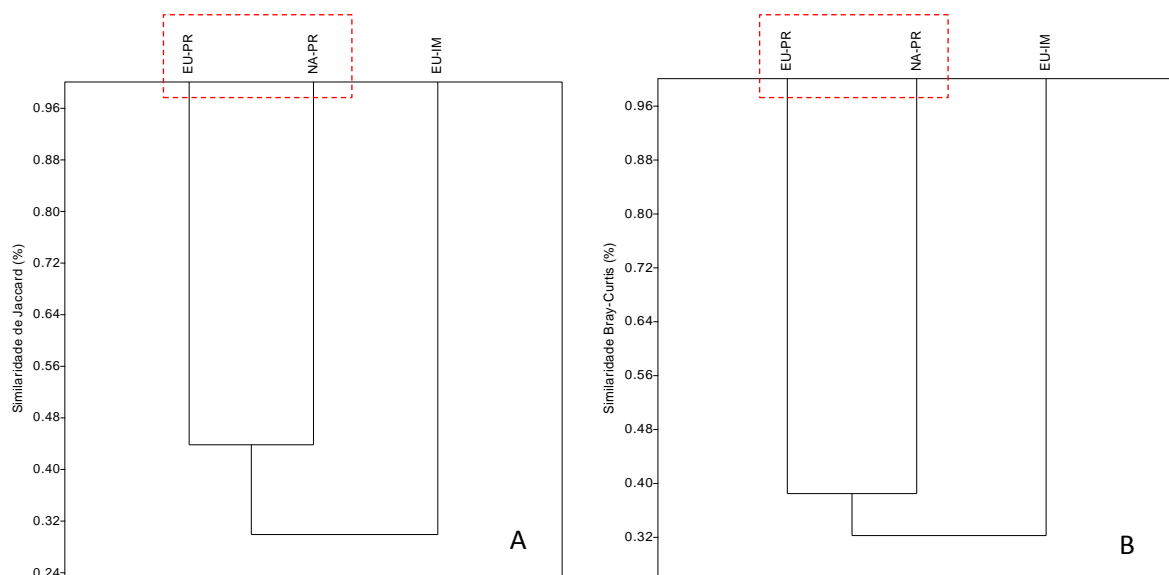 EU-PR
NA-PR
EU-IM
0.96
0.88
0.80
0.72
0.64
0.56
0.48
0.40
0.32
0.24
Similaridade de Jaccard (%)
A
EU-PR
NA-PR
EU-IM
0.96
0.88
0.80
0.72
0.64
0.56
0.48
0.40
0.32
Similaridade Bray-Curtis (%)
B